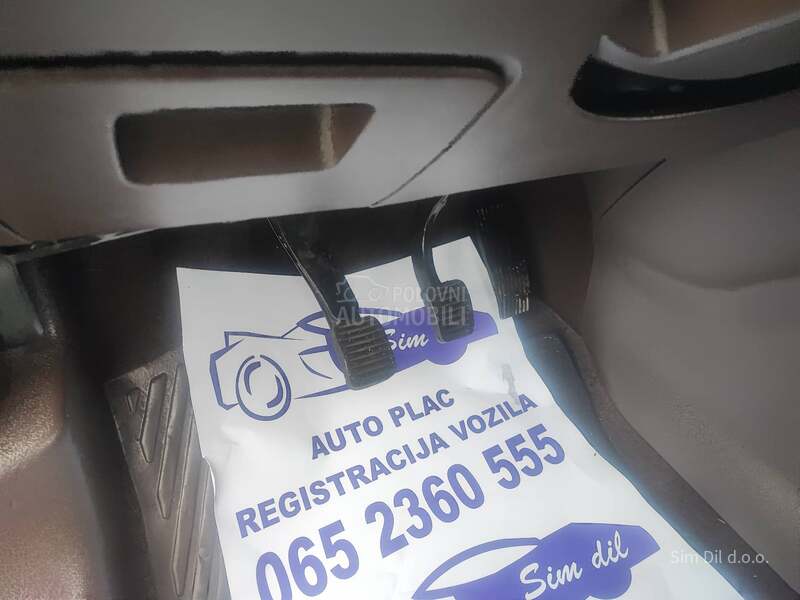 POLOVNI
AUTOMOBILI
Sim
AUTO PLAC
REGISTRACIJA VOZILA
065 2360 555
Sim dil
Sim Dil d.o.o.